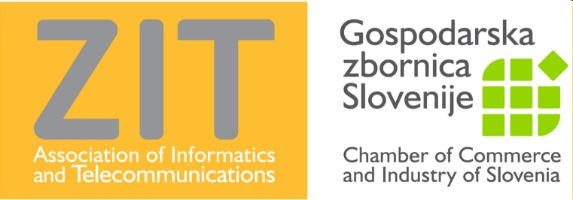 ZIT
Association of Informatics
and Telecommunications
Gospodarska
zbornica
Slovenije
Chamber of Commerce
and Industry of Slovenia